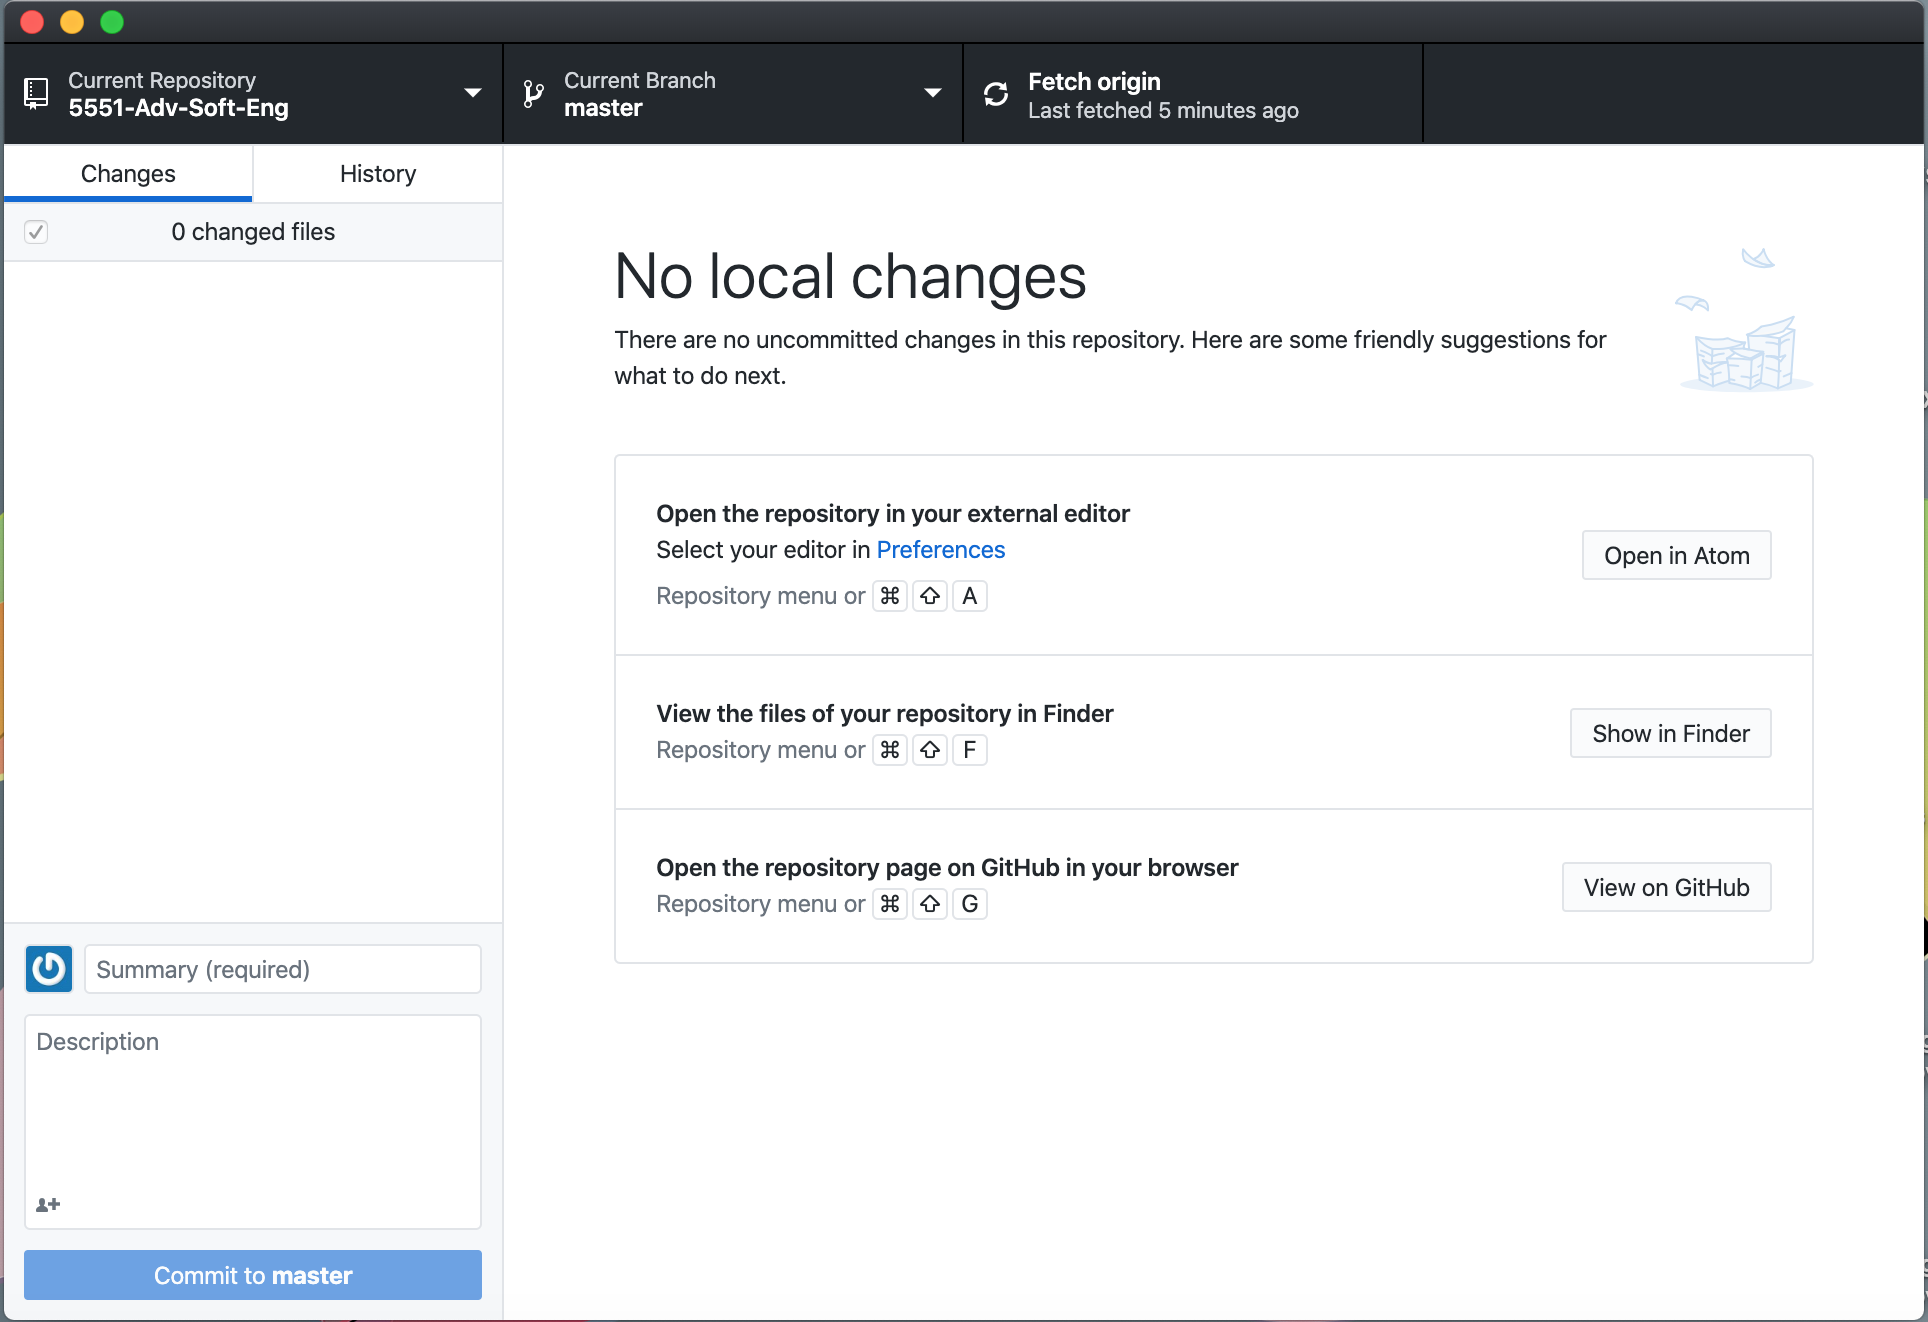 Current Repository
5551-Adv-Soft-Eng
Current Branch
master
Fetch origin
Last fetched 5 minutes ago
Changes
History
0 changed files
No local changes
There are no uncommitted changes in this repository. Here are some friendly suggestions for
what to do next.
Open the repository in your external editor
Select your editor in Preferences
Repository menu or ⌘ ⇧ A
Open in Atom
View the files of your repository in Finder
Repository menu or ⌘ ⇧ F
Show in Finder
Open the repository page on GitHub in your browser
Repository menu or ⌘ ⇧ G
View on GitHub
Summary (required)
Description
Commit to master